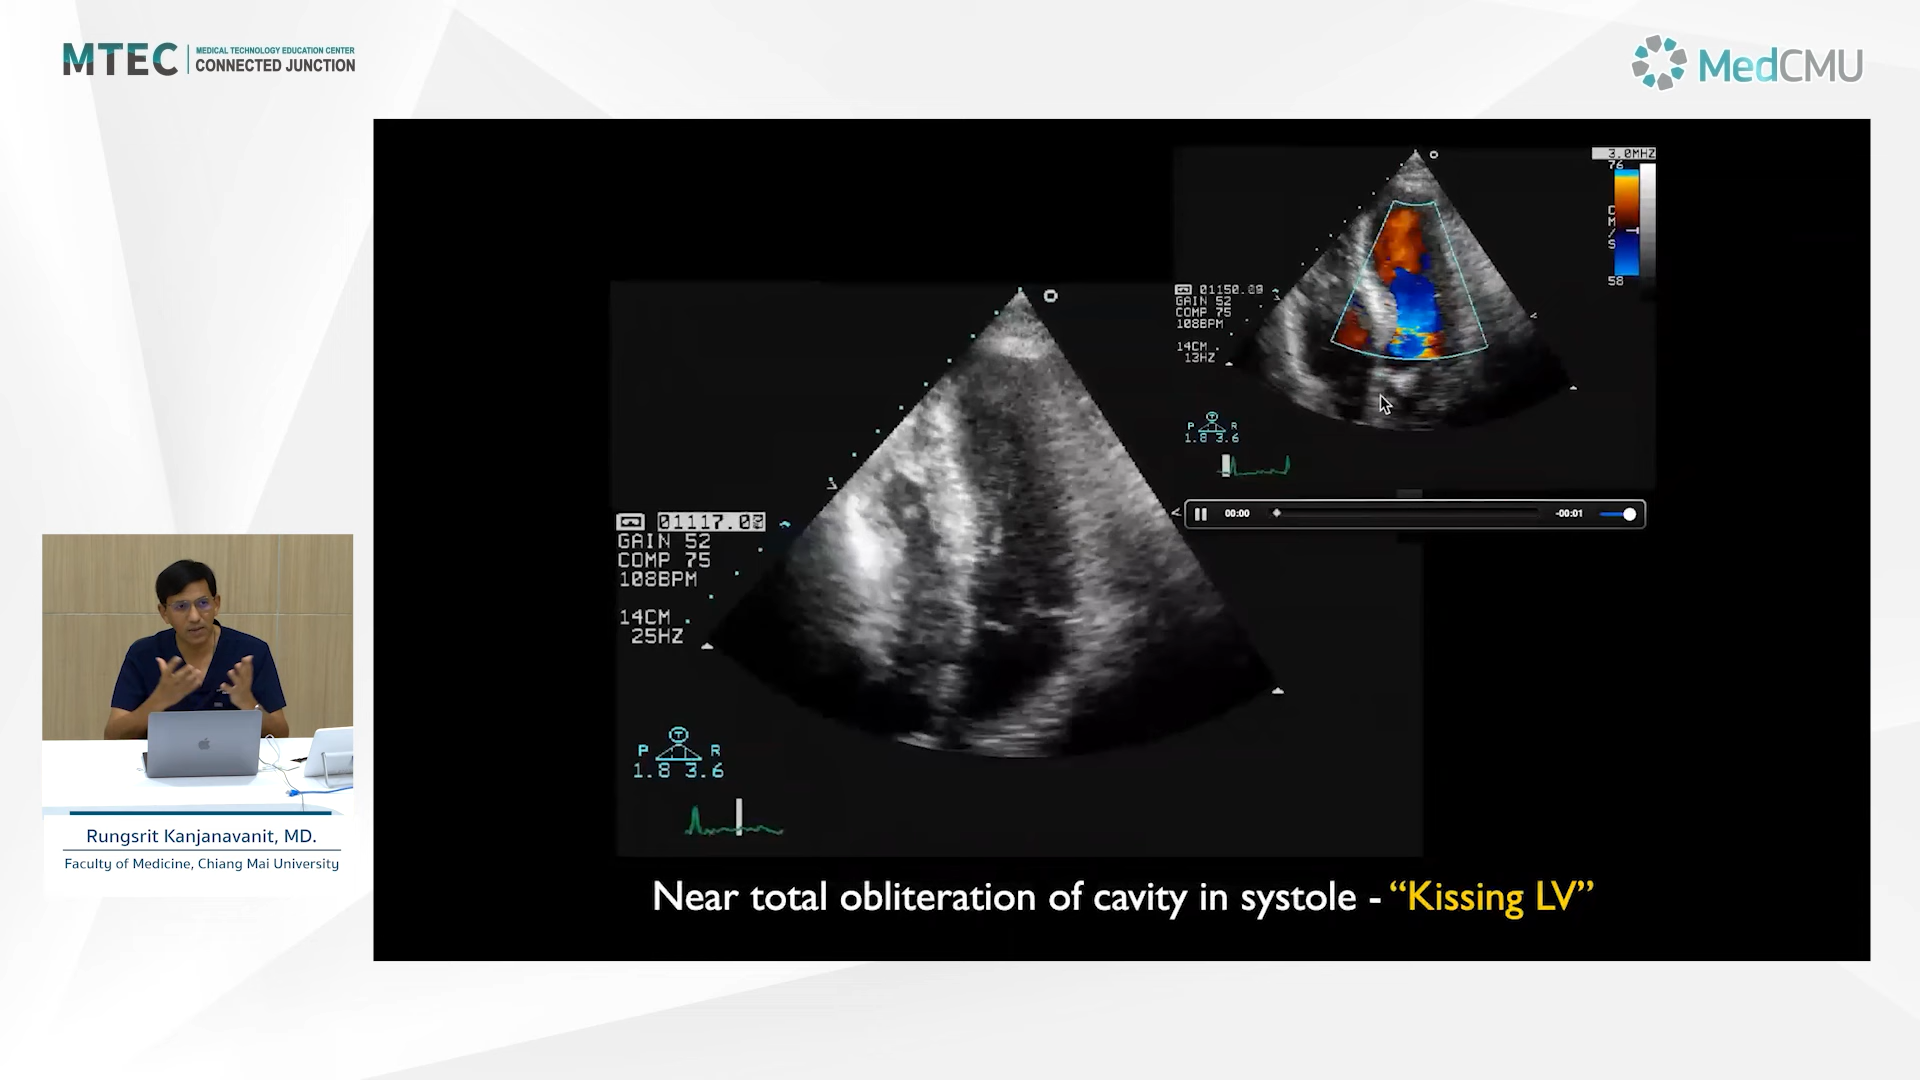 MTEC
MEDICAL TECHNOLOGY EDUCATION CENTER
CONNECTED JUNCTION
MedCMU
3.0MHZ
76
CM/S
58
01150.09
GAIN 52
COMP 75
108BPM
14CM
13HZ
P R
1.8 3.6
00:00
-00:01
01117.02
GAIN 52
COMP 75
108BPM
14CM
25HZ
P T R
1.8 3.6
Near total obliteration of cavity in systole - “Kissing LV”
Rungsrit Kanjanavanit, MD.
Faculty of Medicine, Chiang Mai University